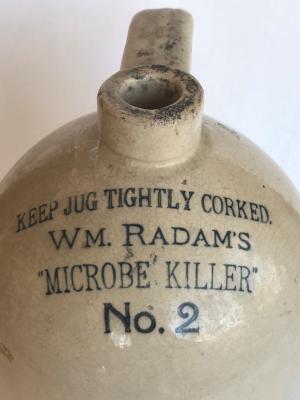 KEEP JUG TIGHTLY CORKED.
WM. RADAM'S
"MICROBE KILLER"
No. 2